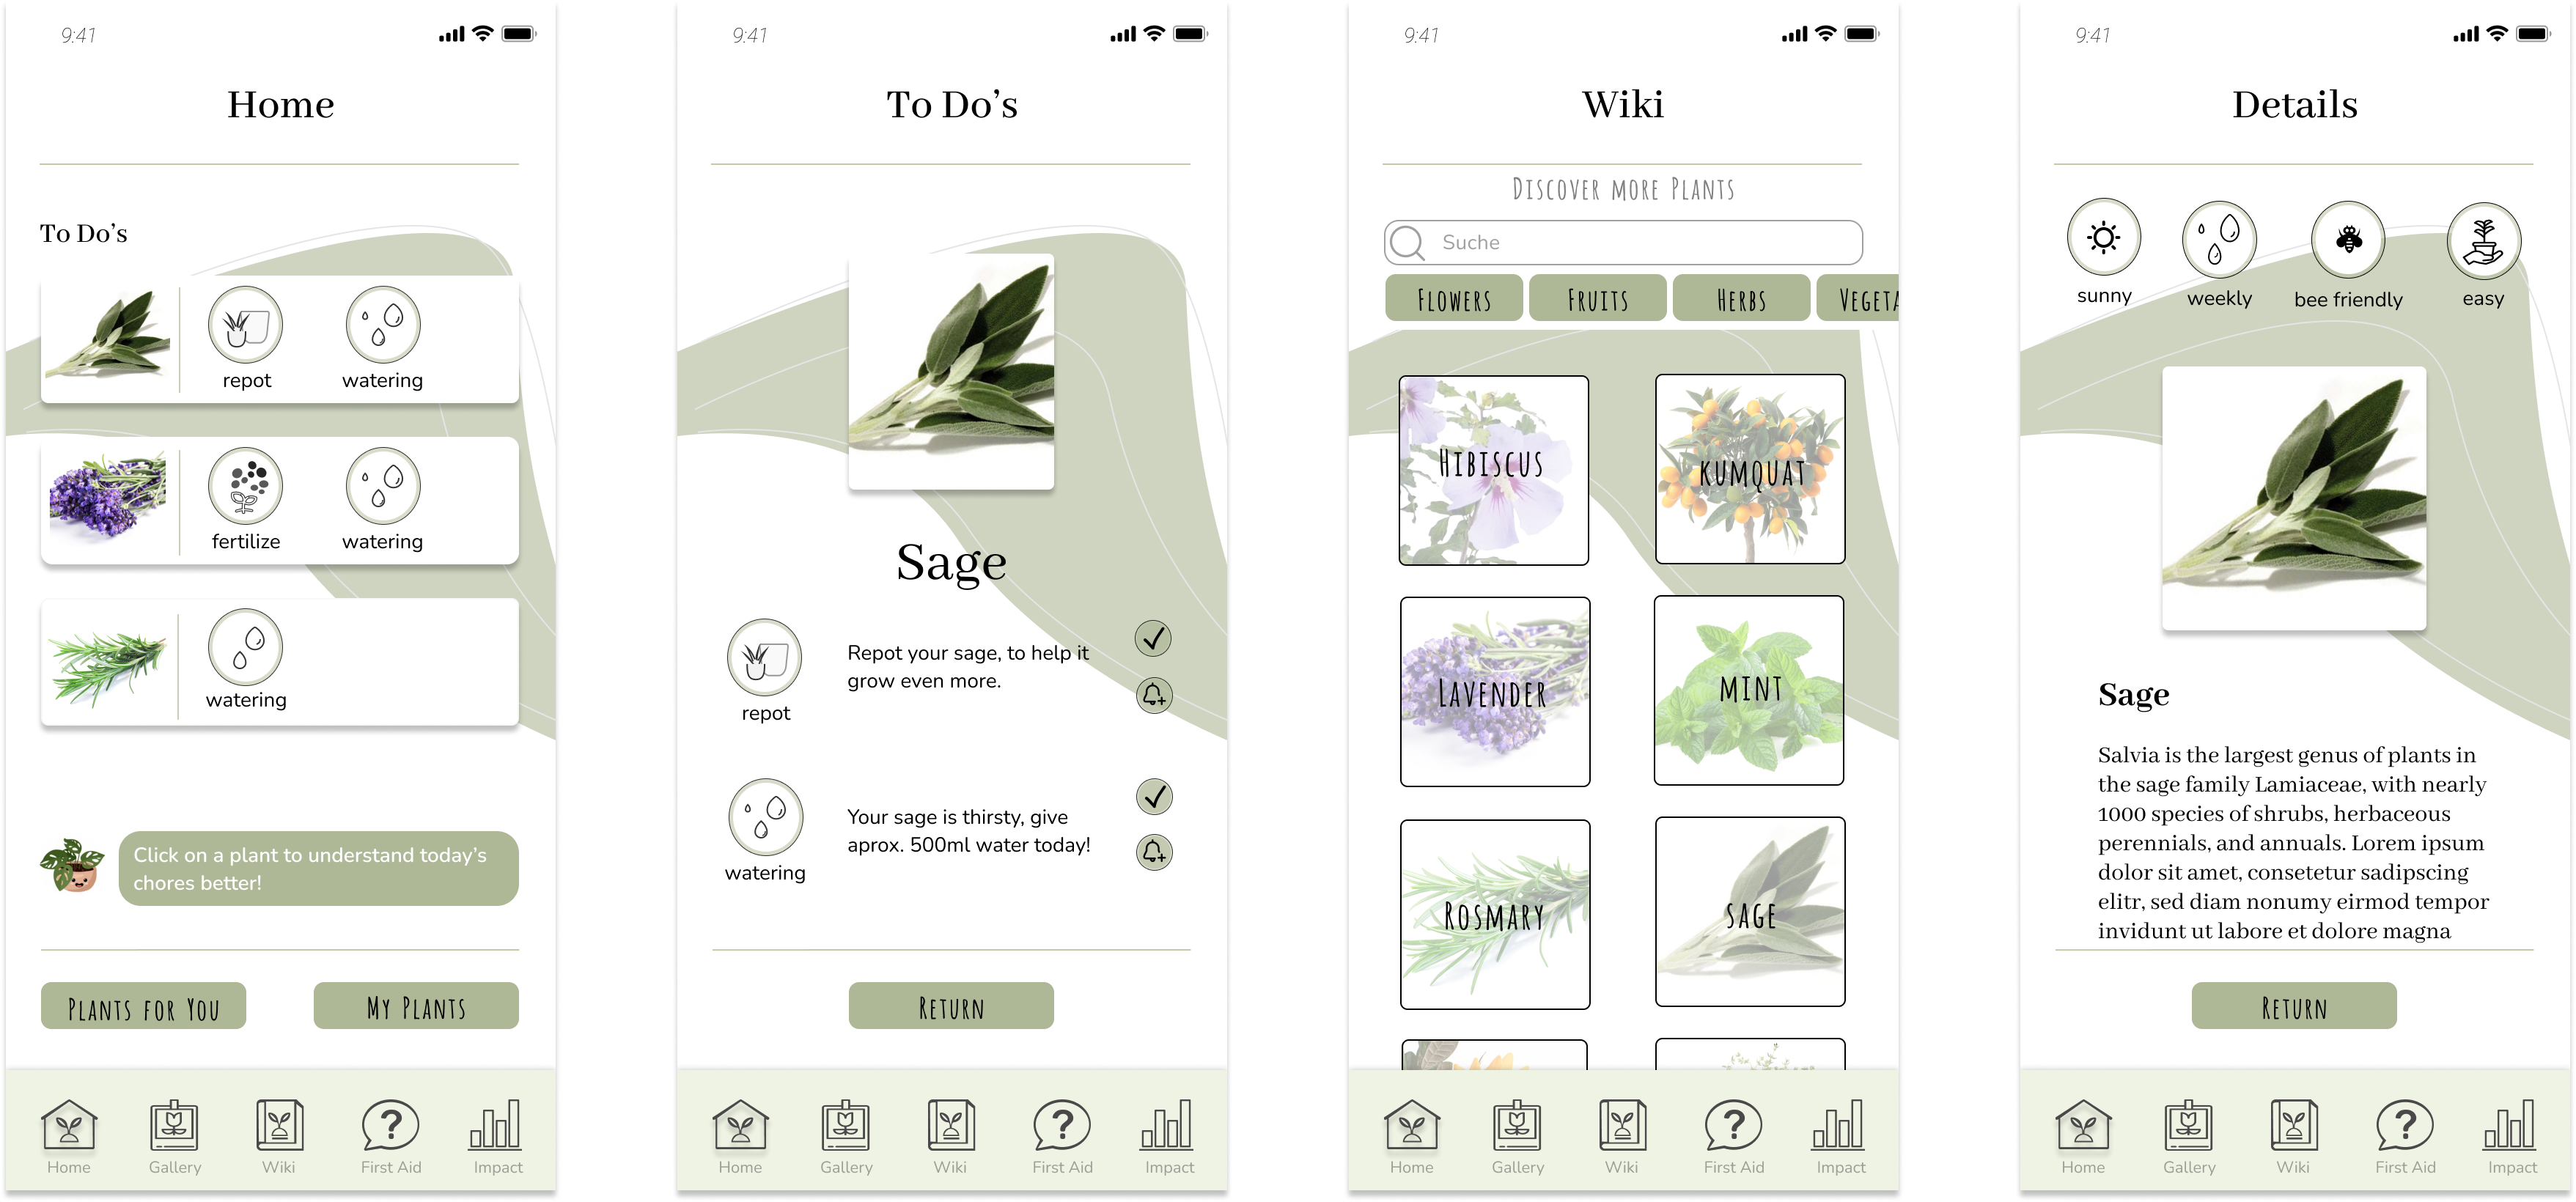 9:41
Home
To Do's
repot
watering
fertilize
watering
watering
Click on a plant to understand today's
chores better!
Plants for You
My Plants
Home
Gallery
Wiki
First Aid
Impact
9:41
To Do's
Sage
Repot your sage, to help it
grow even more.
repot
Your sage is thirsty, give
aprox. 500ml water today!
watering
Return
Home
Gallery
Wiki
First Aid
Impact
9:41
Wiki
Discover more Plants
Suche
Flowers
Fruits
Herbs
Vegeta
Hibiscus
kumquat
Lavender
mint
Rosmary
sage
Home
Gallery
Wiki
First Aid
Impact
9:41
Details
sunny
weekly
bee friendly
easy
Sage
Salvia is the largest genus of plants in
the sage family Lamiaceae, with nearly
1000 species of shrubs, herbaceous
perennials, and annuals. Lorem ipsum
dolor sit amet, consetetur sadipscing
elitr, sed diam nonumy eirmod tempor
invidunt ut labore et dolore magna
Return
Home
Gallery
Wiki
First Aid
Impact